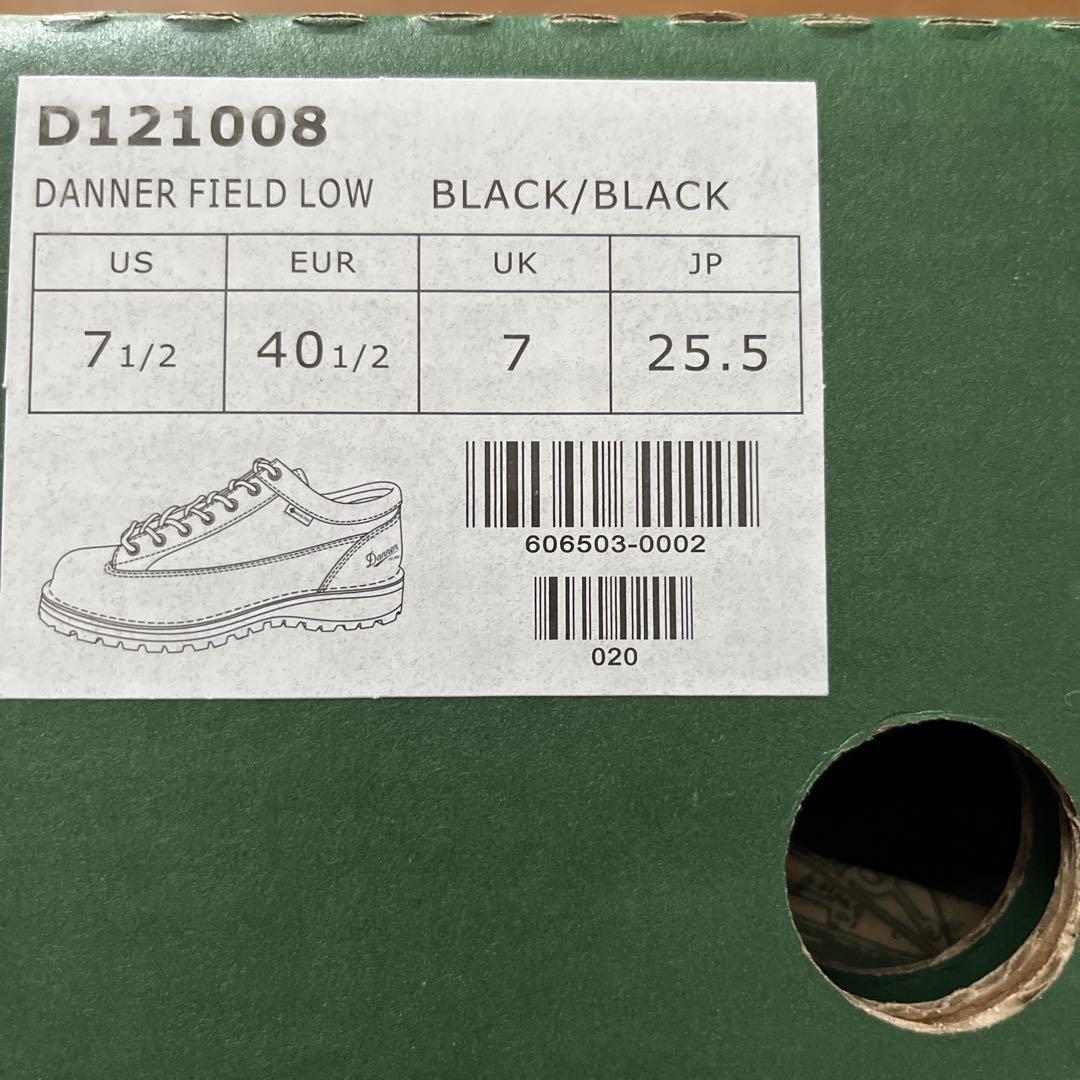 D121008
DANNER FIELD LOW BLACK/BLACK
US EUR UK JP
7 1/2 40 1/2 7 25.5
Danner
606503-0002
020